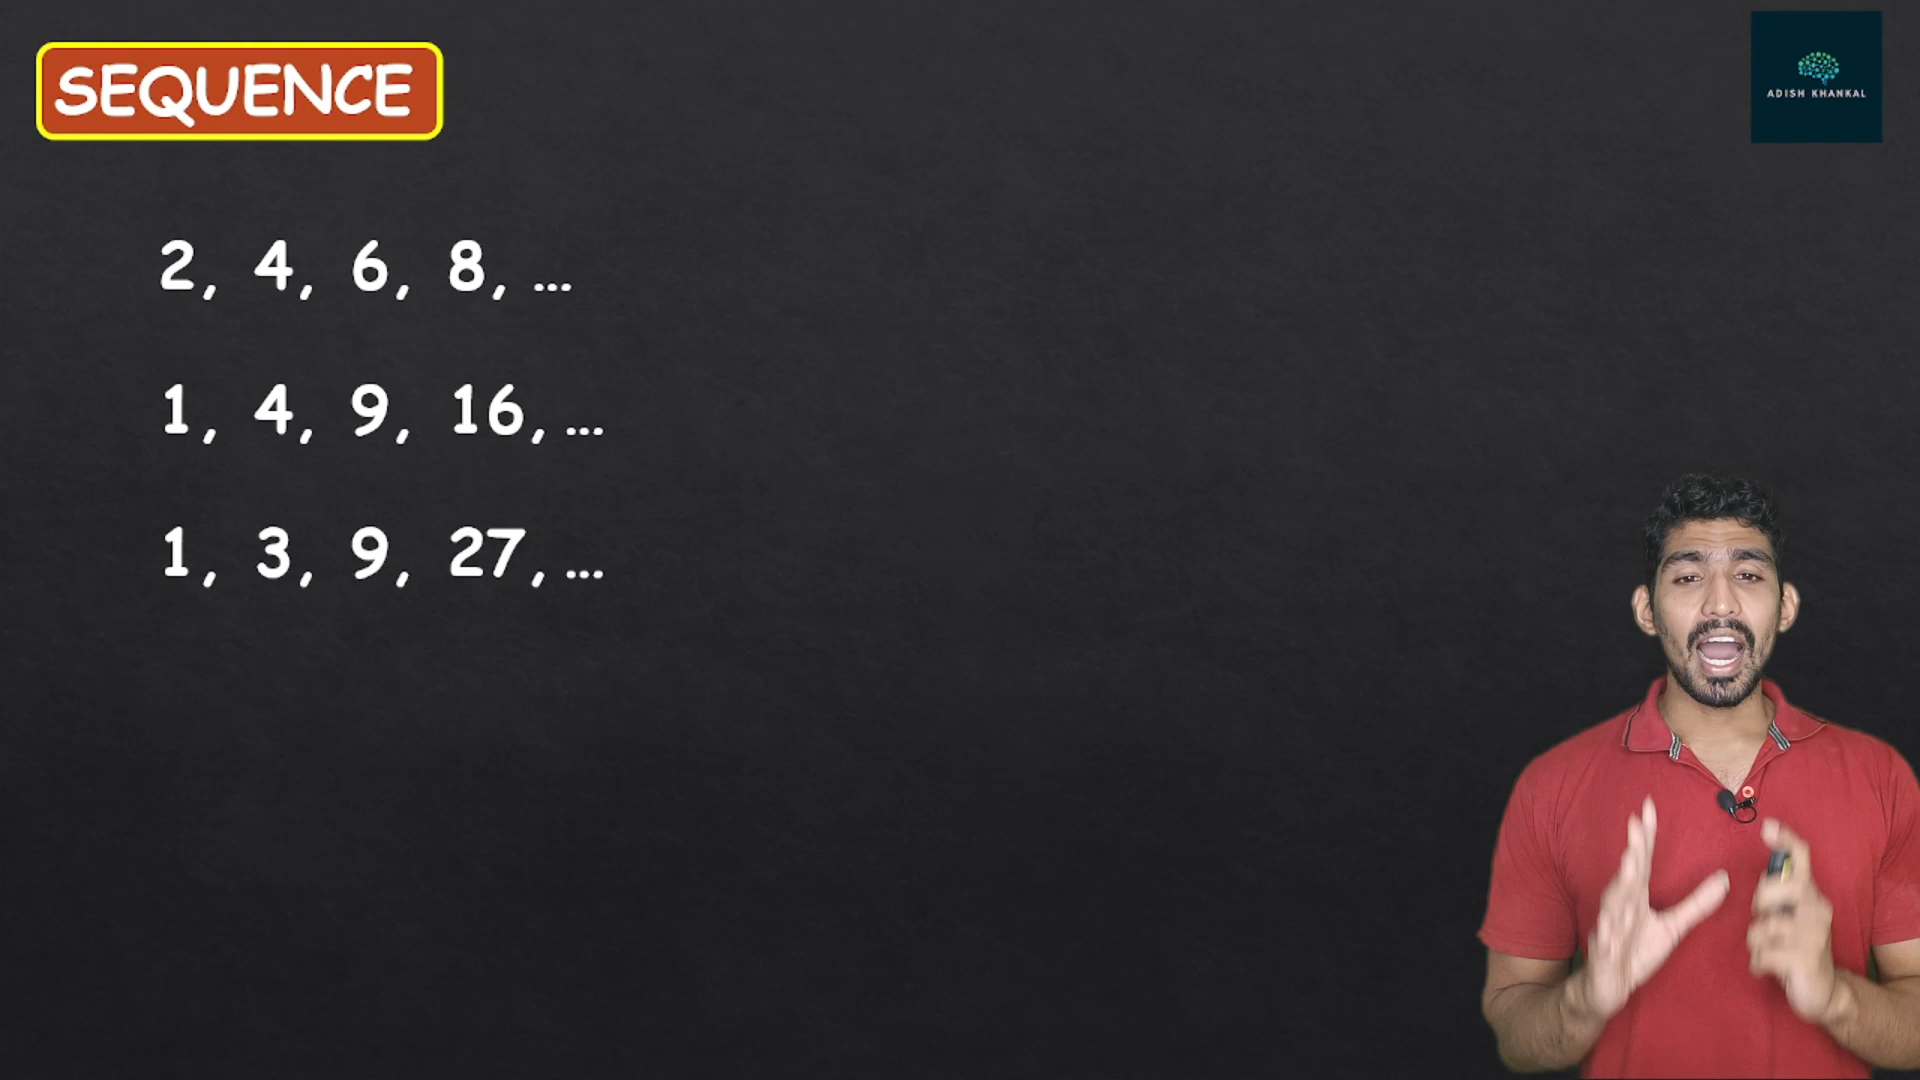 SEQUENCE
ADISH KHANKAL
2, 4, 6, 8, ...
1, 4, 9, 16, ...
1, 3, 9, 27, ...